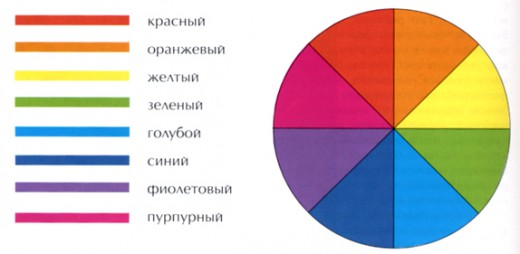 красный
оранжевый
желтый
зеленый
голубой
синий
фиолетовый
пурпурный